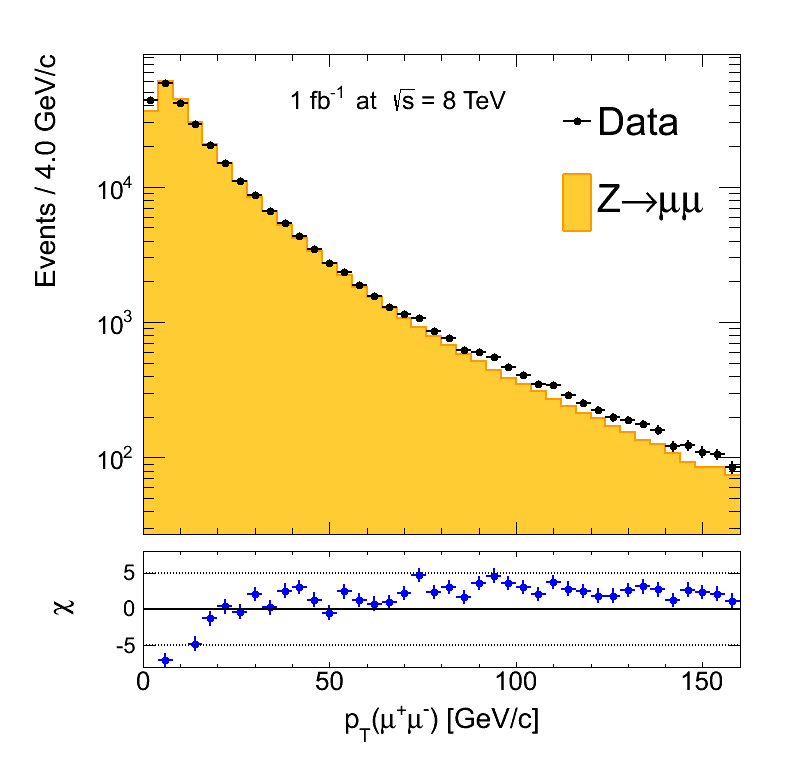 Events / 4.0 GeV/c
1 fb⁻¹ at √s = 8 TeV
Data
Z→μμ
10⁴
10³
10²
χ
5
0
-5
0 50 100 150
p_T(μ⁺μ⁻) [GeV/c]